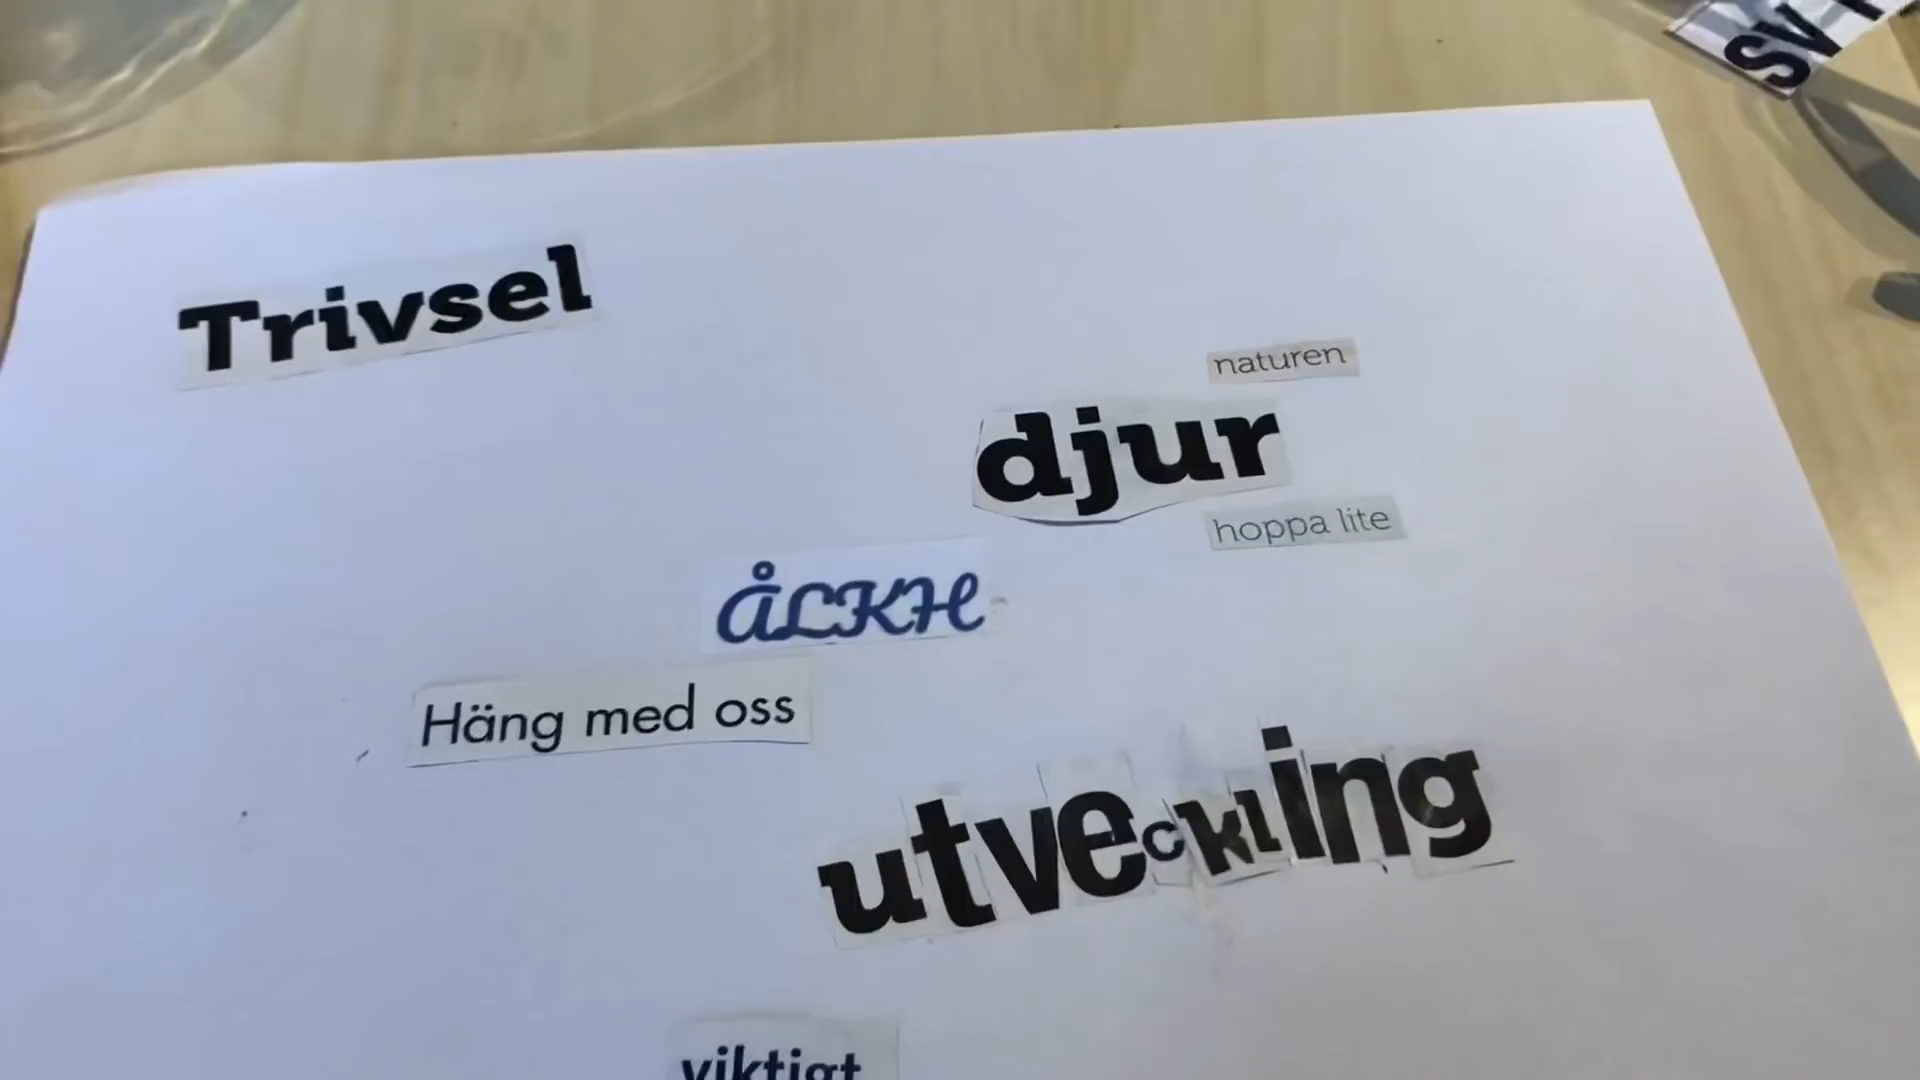 Trivsel
naturen
djur
hoppa lite
ÅLKH
Häng med oss
utveckling
viktigt